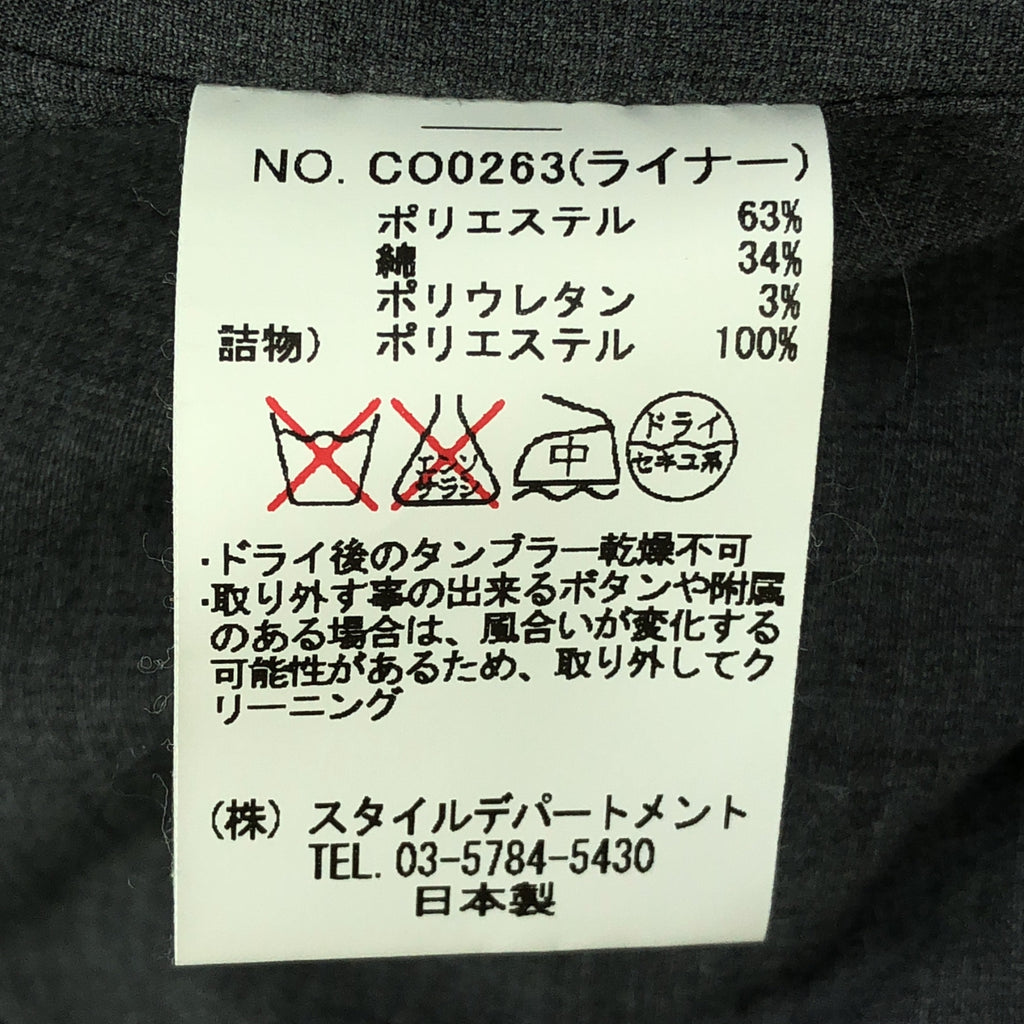 NO. CO0263(ライナー)
ポリエステル 63%
綿 34%
ポリウレタン 3%
詰物) ポリエステル 100%
エンソ サラシ 中 ドライ セキユ系
・ドライ後のタンブラー乾燥不可
・取り外す事の出来るボタンや附属
のある場合は、風合いが変化する
可能性があるため、取り外してク
リーニング
(株) スタイルデパートメント
TEL. 03-5784-5430
日本製